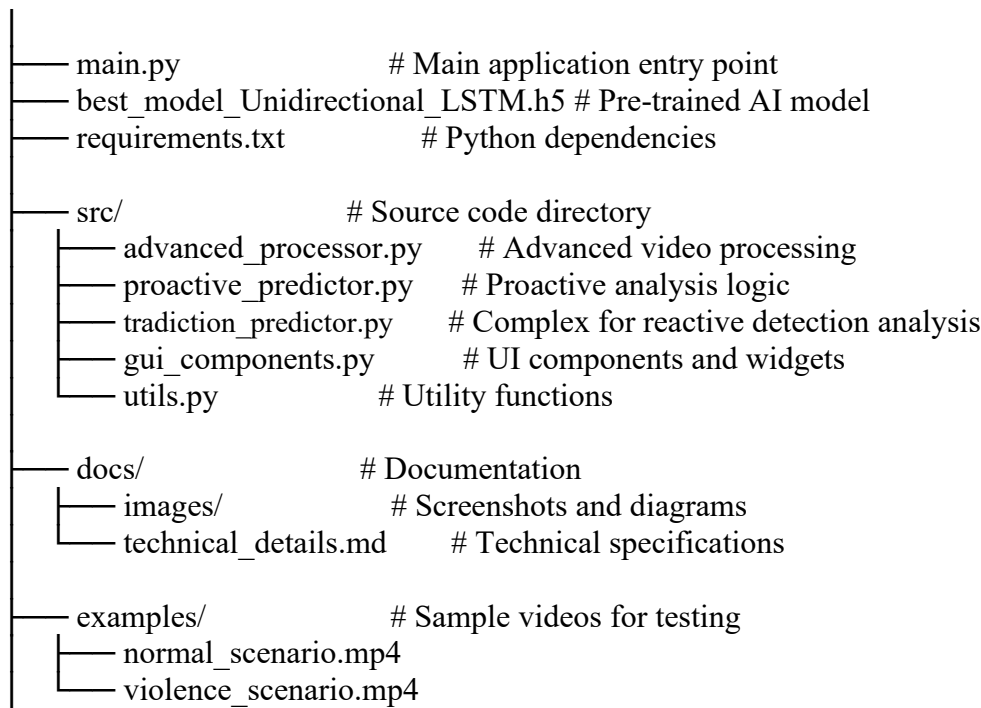 ├── main.py # Main application entry point
├── best_model_Unidirectional_LSTM.h5 # Pre-trained AI model
├── requirements.txt # Python dependencies
├── src/ # Source code directory
│ ├── advanced_processor.py # Advanced video processing
│ ├── proactive_predictor.py # Proactive analysis logic
│ ├── tradiction_predictor.py # Complex for reactive detection analysis
│ ├── gui_components.py # UI components and widgets
│ └── utils.py # Utility functions
├── docs/ # Documentation
│ ├── images/ # Screenshots and diagrams
│ └── technical_details.md # Technical specifications
├── examples/ # Sample videos for testing
│ ├── normal_scenario.mp4
│ └── violence_scenario.mp4